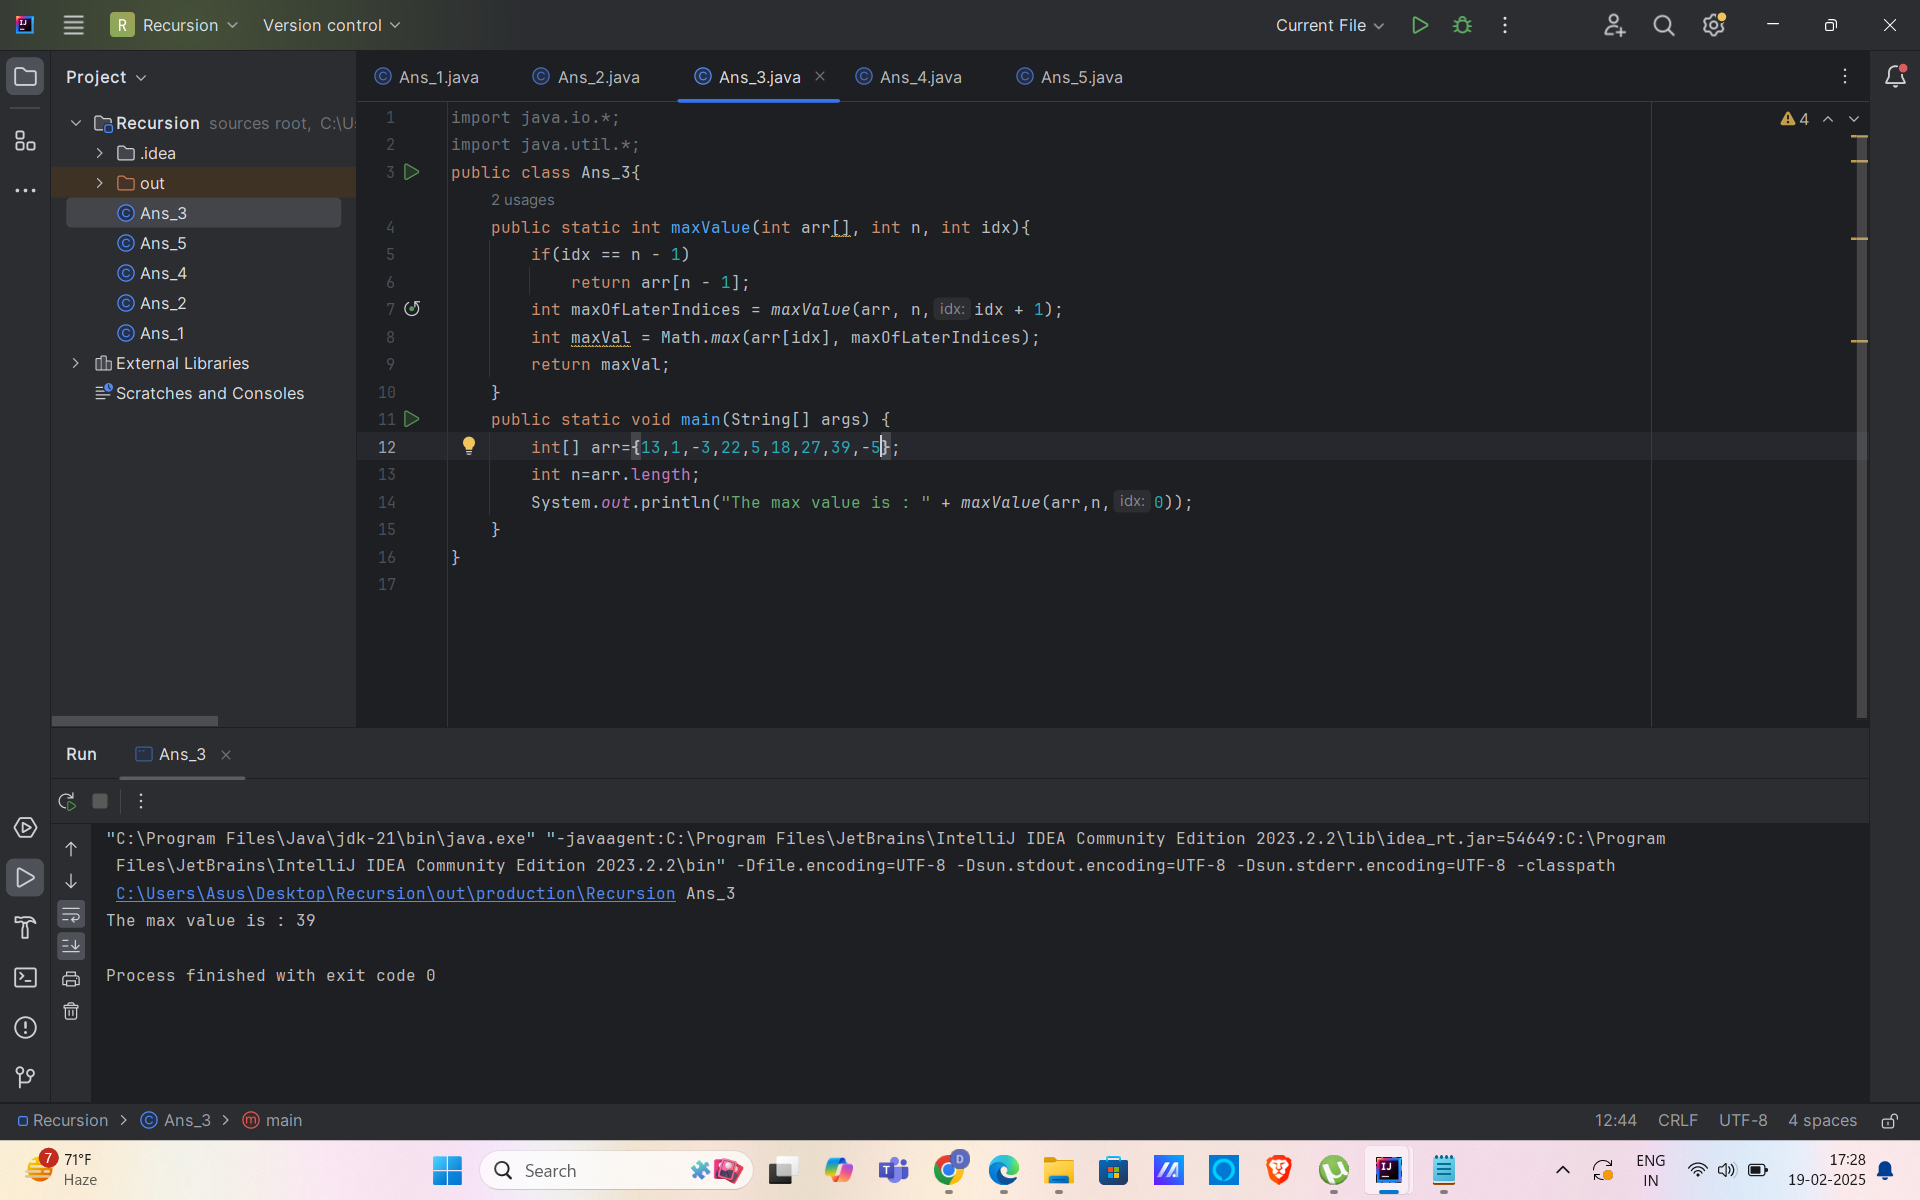 R Recursion Version control Current File
Project
Ans_1.java Ans_2.java Ans_3.java Ans_4.java Ans_5.java
Recursion sources root, C:\Us
.idea
out
Ans_3
Ans_5
Ans_4
Ans_2
Ans_1
External Libraries
Scratches and Consoles
4
1 import java.io.*;
2 import java.util.*;
3 public class Ans_3{
2 usages
4 public static int maxValue(int arr[], int n, int idx){
5 if(idx == n - 1)
6 return arr[n - 1];
7 int maxOfLaterIndices = maxValue(arr, n, idx: idx + 1);
8 int maxVal = Math.max(arr[idx], maxOfLaterIndices);
9 return maxVal;
10 }
11 public static void main(String[] args) {
12 int[] arr={13,1,-3,22,5,18,27,39,-5};
13 int n=arr.length;
14 System.out.println("The max value is : " + maxValue(arr,n, idx: 0));
15 }
16 }
17
Run Ans_3
"C:\Program Files\Java\jdk-21\bin\java.exe" "-javaagent:C:\Program Files\JetBrains\IntelliJ IDEA Community Edition 2023.2.2\lib\idea_rt.jar=54649:C:\Program
Files\JetBrains\IntelliJ IDEA Community Edition 2023.2.2\bin" -Dfile.encoding=UTF-8 -Dsun.stdout.encoding=UTF-8 -Dsun.stderr.encoding=UTF-8 -classpath
C:\Users\Asus\Desktop\Recursion\out\production\Recursion Ans_3
The max value is : 39
Process finished with exit code 0
Recursion > Ans_3 > main 12:44 CRLF UTF-8 4 spaces
7 71°F
Haze
Search
D
ENG
IN
17:28
19-02-2025